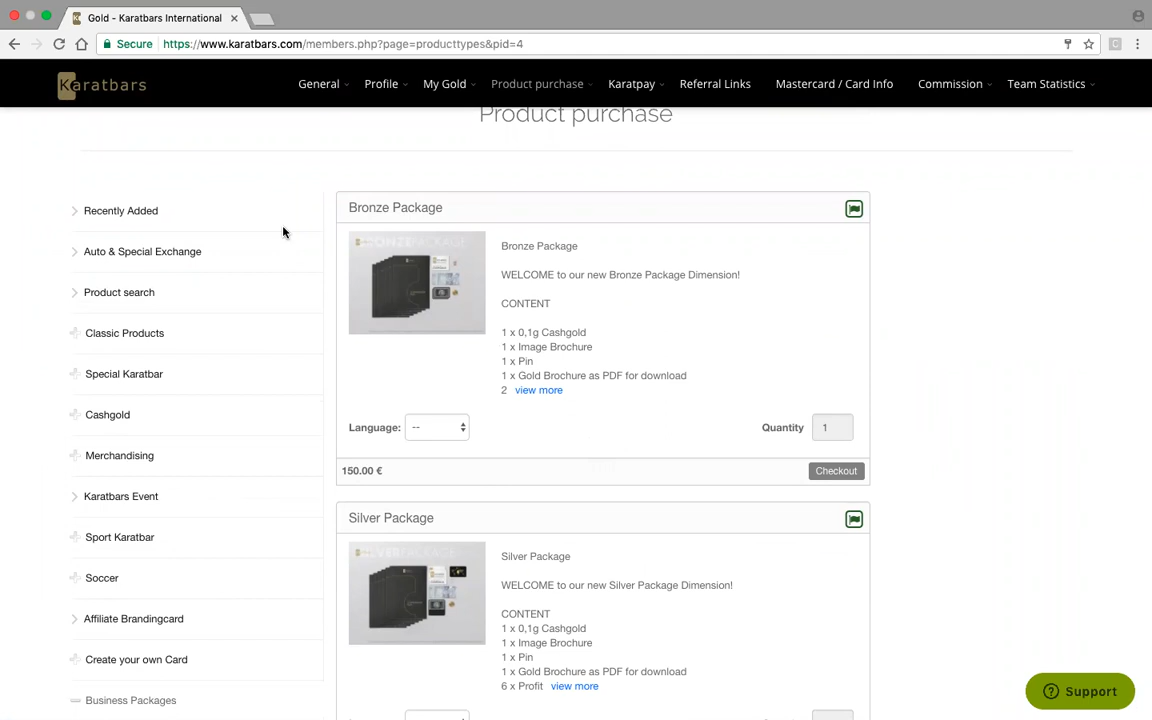 Gold - Karatbars International
Secure https://www.karatbars.com/members.php?page=producttypes&pid=4
Karatbars General Profile My Gold Product purchase Karatpay Referral Links Mastercard / Card Info Commission Team Statistics
Product purchase
Recently Added
Auto & Special Exchange
Product search
Classic Products
Special Karatbar
Cashgold
Merchandising
Karatbars Event
Sport Karatbar
Soccer
Affiliate Brandingcard
Create your own Card
Business Packages
Bronze Package
Bronze Package
WELCOME to our new Bronze Package Dimension!
CONTENT
1 x 0,1g Cashgold
1 x Image Brochure
1 x Pin
1 x Gold Brochure as PDF for download
2 view more
Language: -- Quantity 1
150.00 € Checkout
Silver Package
Silver Package
WELCOME to our new Silver Package Dimension!
CONTENT
1 x 0,1g Cashgold
1 x Image Brochure
1 x Pin
1 x Gold Brochure as PDF for download
6 x Profit view more
Support